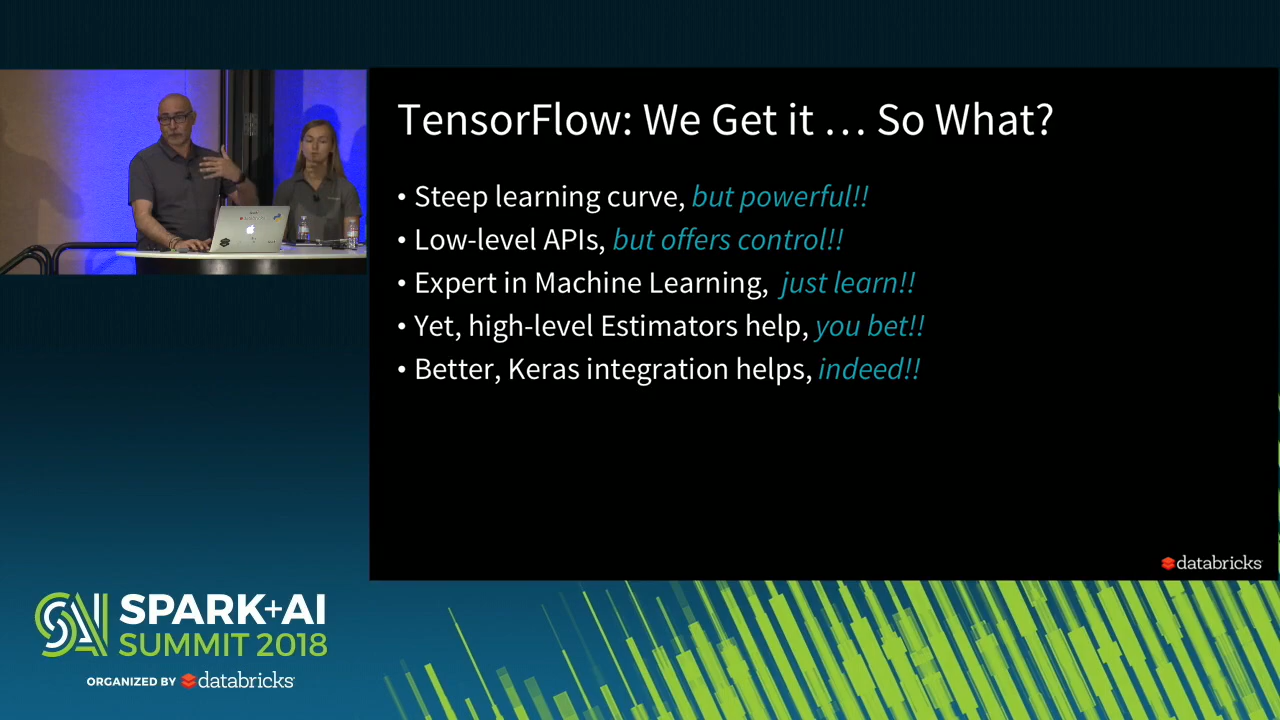 TensorFlow: We Get it … So What?
• Steep learning curve, but powerful!!
• Low-level APIs, but offers control!!
• Expert in Machine Learning, just learn!!
• Yet, high-level Estimators help, you bet!!
• Better, Keras integration helps, indeed!!
databricks
SPARK+AI
SUMMIT 2018
ORGANIZED BY databricks